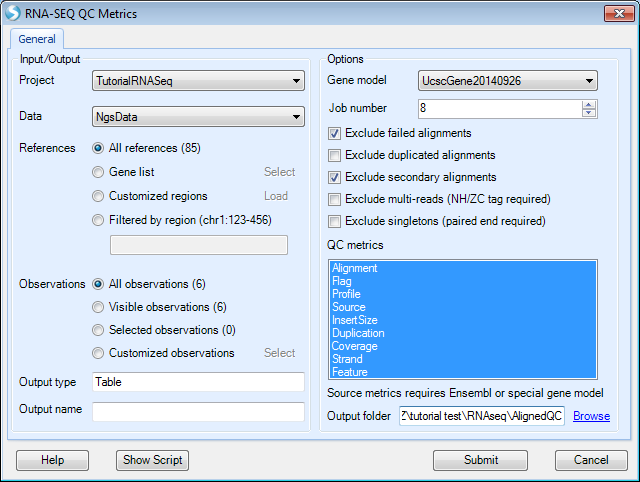 RNA-SEQ QC Metrics
General
Input/Output
Project
TutorialRNASeq
Data
NgsData
References
All references (85)
Gene list
Select
Customized regions
Load
Filtered by region (chr1:123-456)
Observations
All observations (6)
Visible observations (6)
Selected observations (0)
Customized observations
Select
Output type
Table
Output name
Options
Gene model
UcscGene20140926
Job number
8
Exclude failed alignments
Exclude duplicated alignments
Exclude secondary alignments
Exclude multi-reads (NH/ZC tag required)
Exclude singletons (paired end required)
QC metrics
Alignment
Flag
Profile
Source
InsertSize
Duplication
Coverage
Strand
Feature
Source metrics requires Ensembl or special gene model
Output folder
Z\tutorial test\RNAseq\AlignedQC
Browse
Help
Show Script
Submit
Cancel